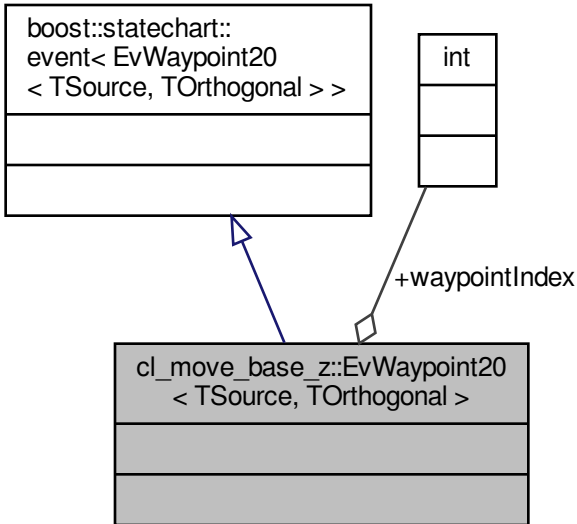 boost::statechart::
event< EvWaypoint20
< TSource, TOrthogonal > >
int
+waypointIndex
cl_move_base_z::EvWaypoint20
< TSource, TOrthogonal >